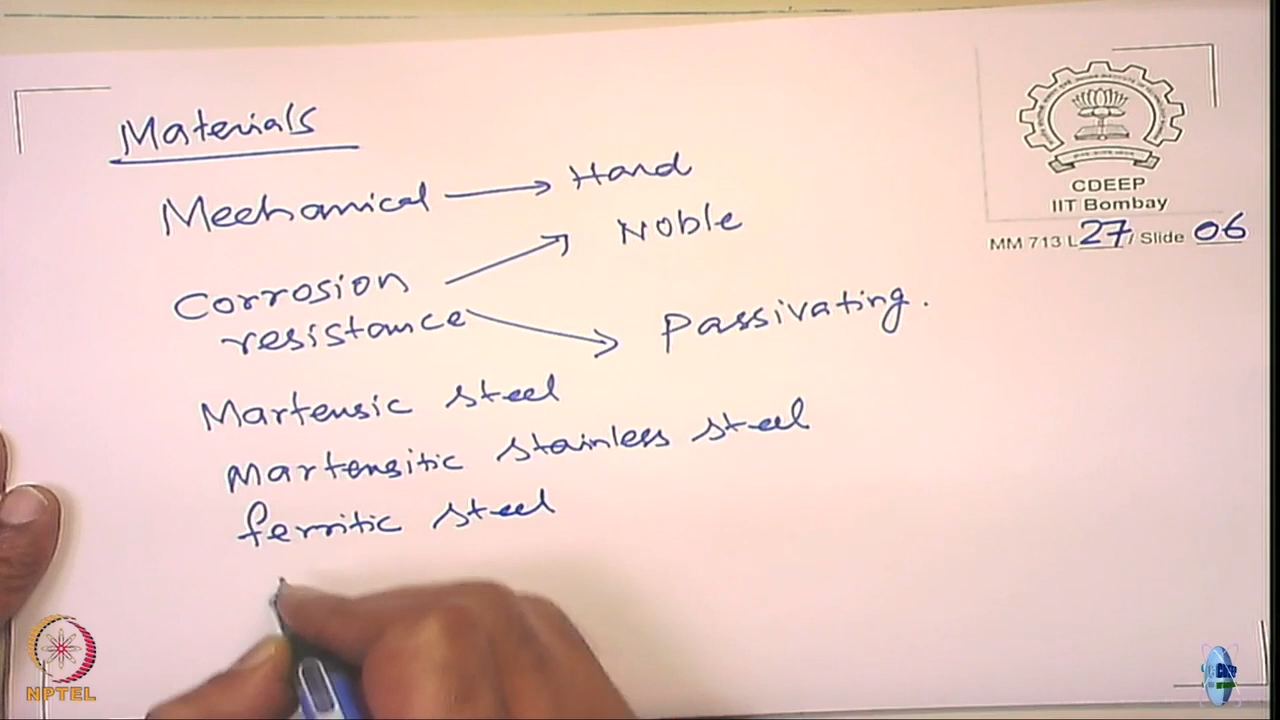 Materials
Mechanical → Hard
Corrosion resistance → Noble
→ Passivating.
Martensic steel
Martensitic stainless steel
ferritic steel
CDEEP
IIT Bombay
MM 713 L27 / Slide 06
NPTEL